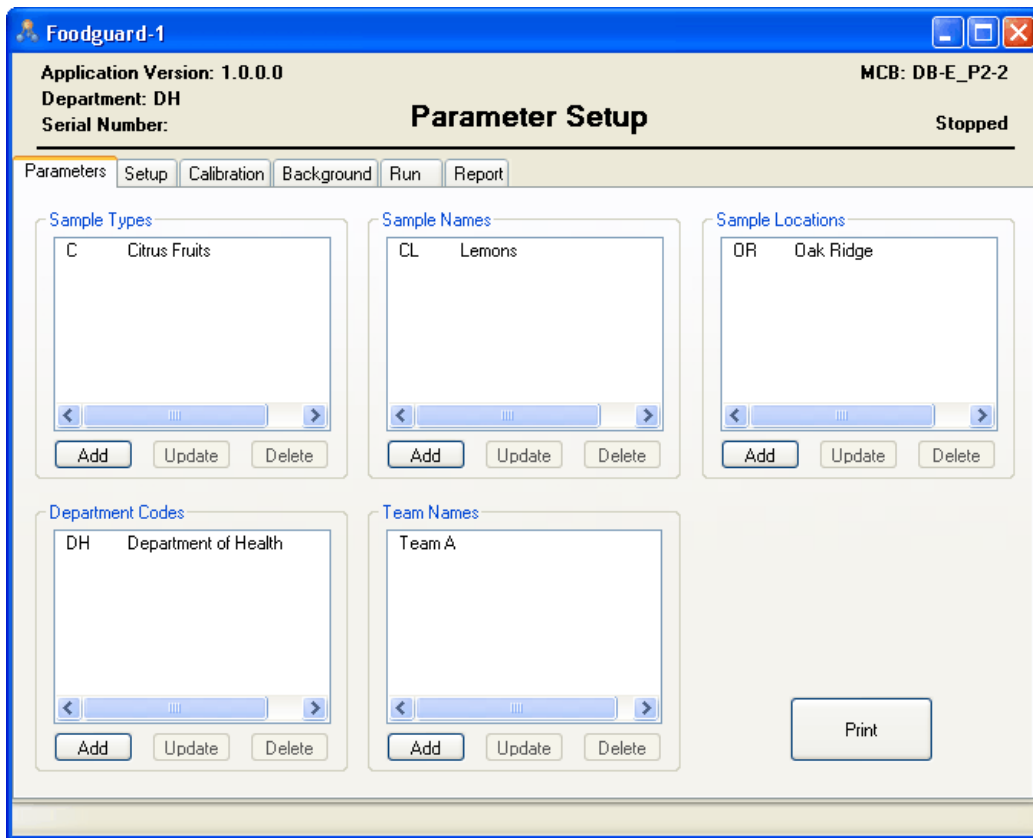 Foodguard-1
Application Version: 1.0.0.0
MCB: DB-E_P2-2
Department: DH
Parameter Setup
Serial Number:
Stopped
Parameters Setup Calibration Background Run Report
Sample Types
C Citrus Fruits
Add Update Delete
Sample Names
CL Lemons
Add Update Delete
Sample Locations
OR Oak Ridge
Add Update Delete
Department Codes
DH Department of Health
Add Update Delete
Team Names
Team A
Add Update Delete
Print